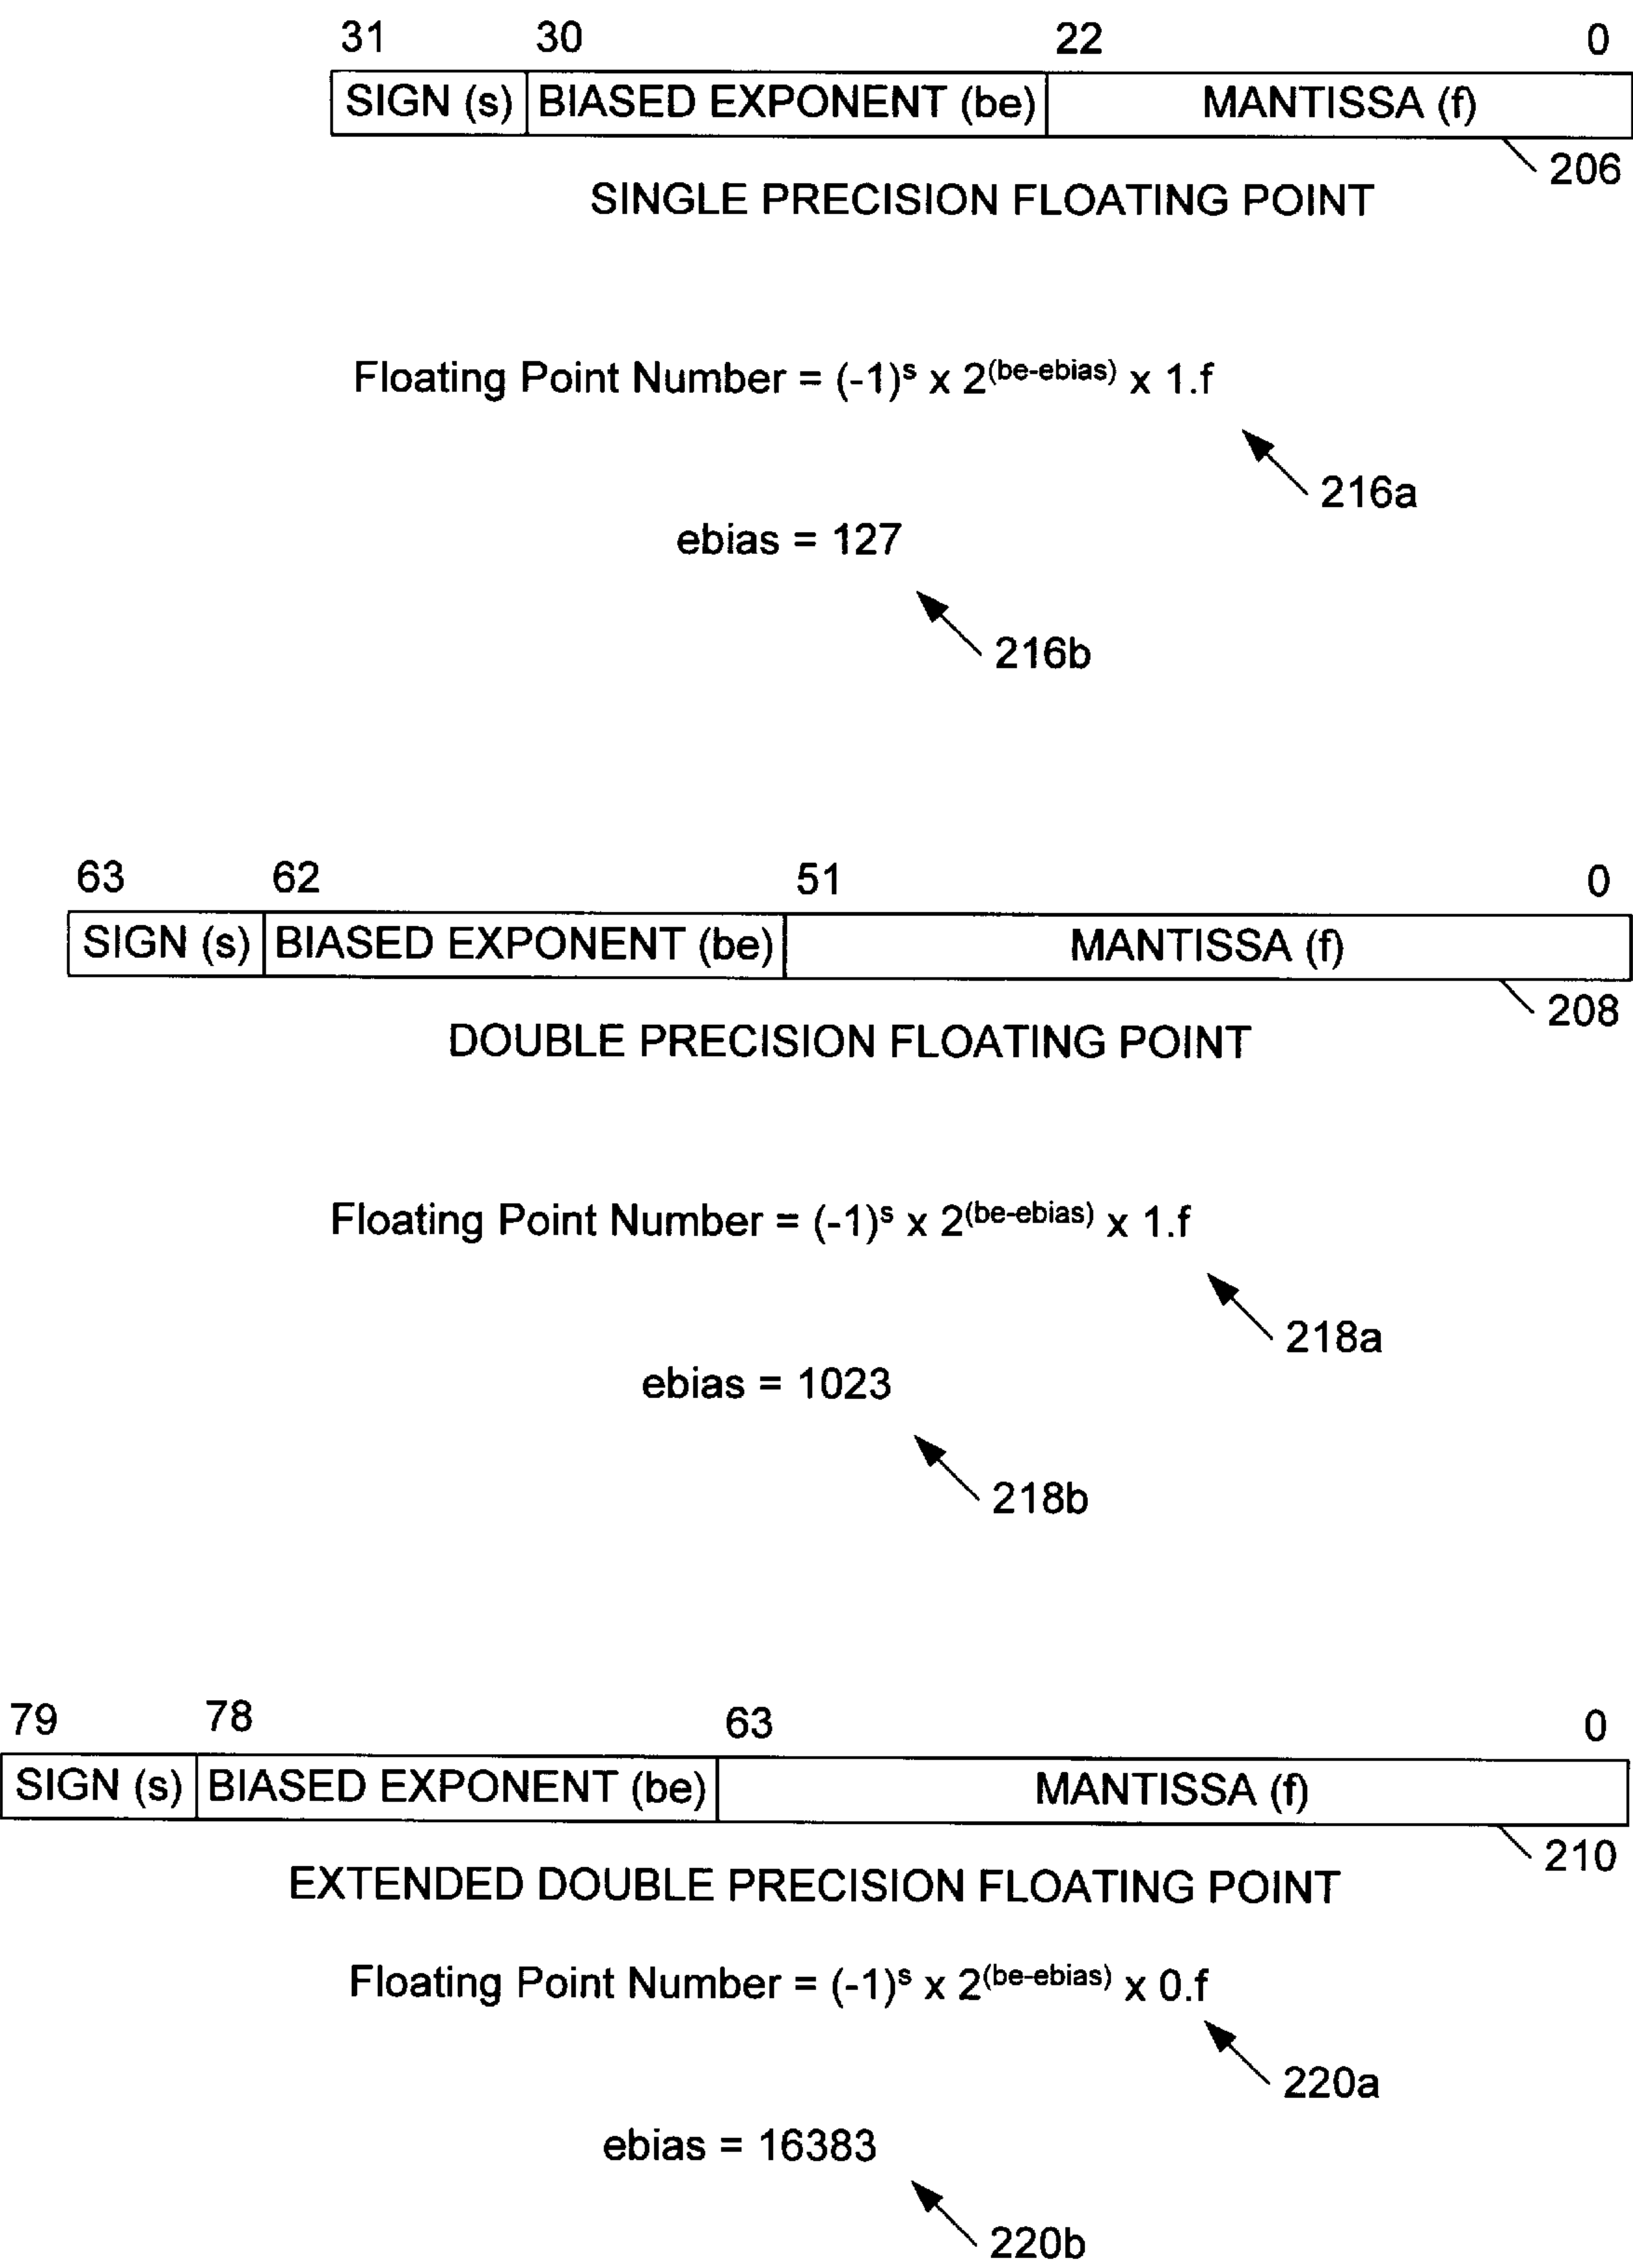 31 30 22 0
SIGN (s) BIASED EXPONENT (be) MANTISSA (f)
206
SINGLE PRECISION FLOATING POINT
Floating Point Number = (-1)ˢ x 2⁽ᵇᵉ⁻ᵉᵇⁱᵃˢ⁾ x 1.f
216a
ebias = 127
216b
63 62 51 0
SIGN (s) BIASED EXPONENT (be) MANTISSA (f)
208
DOUBLE PRECISION FLOATING POINT
Floating Point Number = (-1)ˢ x 2⁽ᵇᵉ⁻ᵉᵇⁱᵃˢ⁾ x 1.f
218a
ebias = 1023
218b
79 78 63 0
SIGN (s) BIASED EXPONENT (be) MANTISSA (f)
210
EXTENDED DOUBLE PRECISION FLOATING POINT
Floating Point Number = (-1)ˢ x 2⁽ᵇᵉ⁻ᵉᵇⁱᵃˢ⁾ x 0.f
220a
ebias = 16383
220b